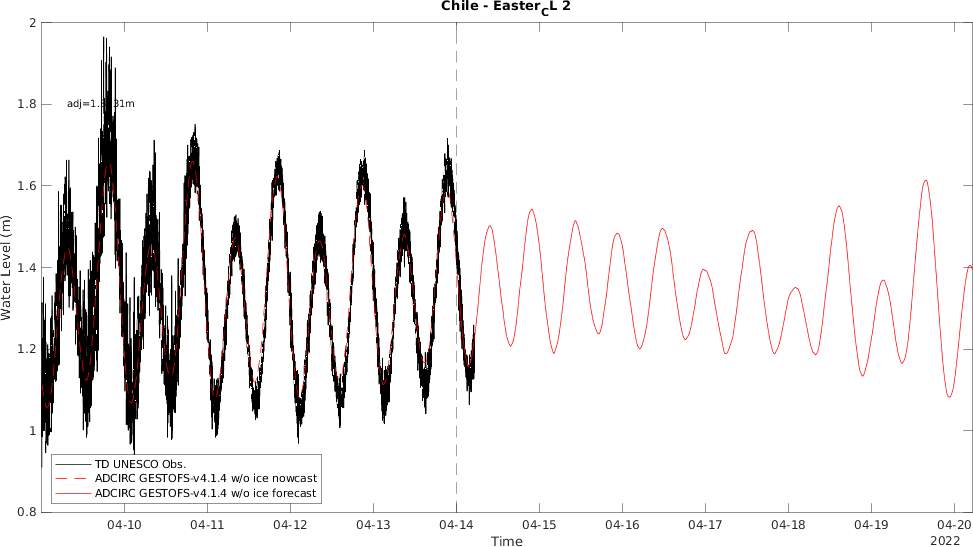 Chile - EasterCL 2
2
1.8
1.6
1.4
1.2
1
0.8
Water Level (m)
TD UNESCO Obs.
ADCIRC GESTOFS-v4.1.4 w/o ice nowcast
ADCIRC GESTOFS-v4.1.4 w/o ice forecast
04-10 04-11 04-12 04-13 04-14 04-15 04-16 04-17 04-18 04-19 04-20
Time
2022